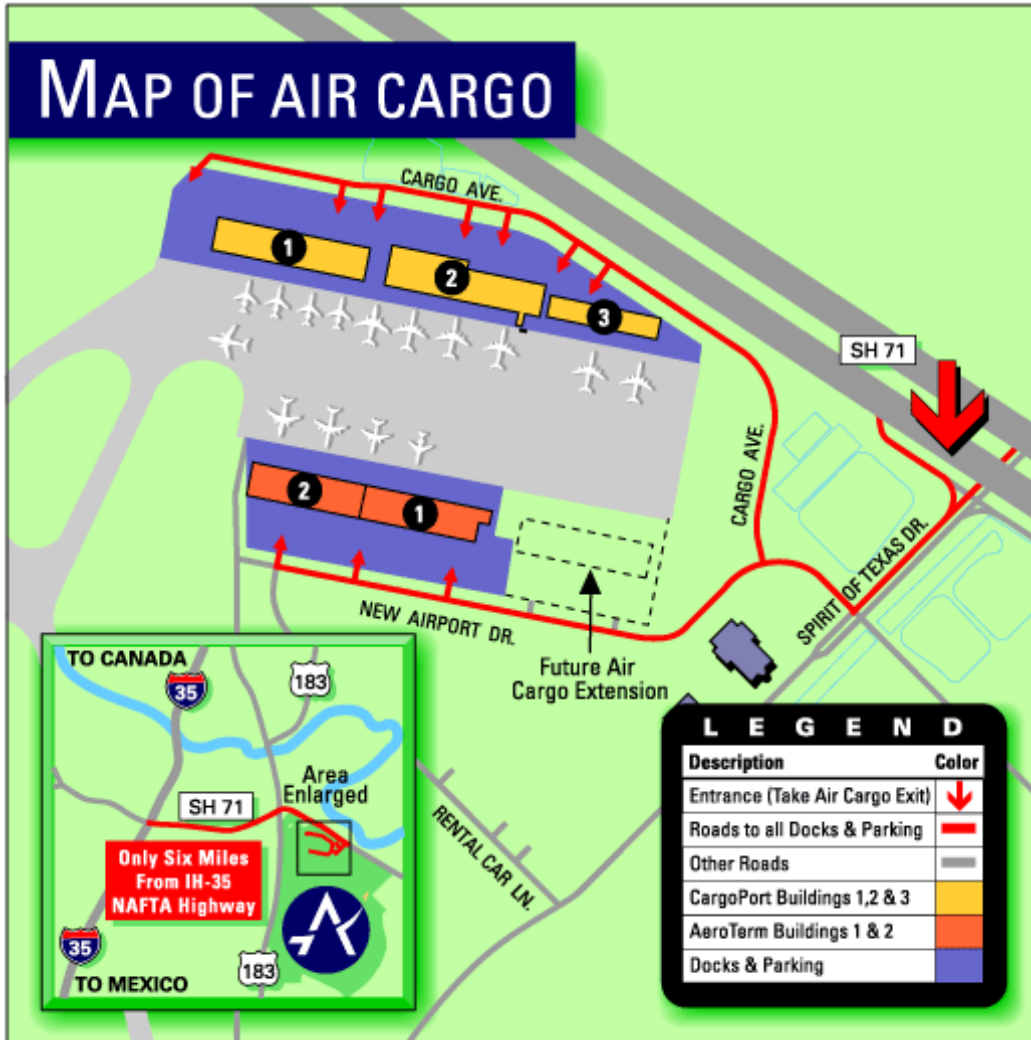 MAP OF AIR CARGO
CARGO AVE.
1
2
3
SH 71
2
1
CARGO AVE.
SPIRIT OF TEXAS DR.
NEW AIRPORT DR.
Future Air
Cargo Extension
TO CANADA
35
183
Area
Enlarged
SH 71
Only Six Miles
From IH-35
NAFTA Highway
35
183
TO MEXICO
RENTAL CAR LN.
LEGEND
Description Color
Entrance (Take Air Cargo Exit)
Roads to all Docks & Parking
Other Roads
CargoPort Buildings 1,2 & 3
AeroTerm Buildings 1 & 2
Docks & Parking